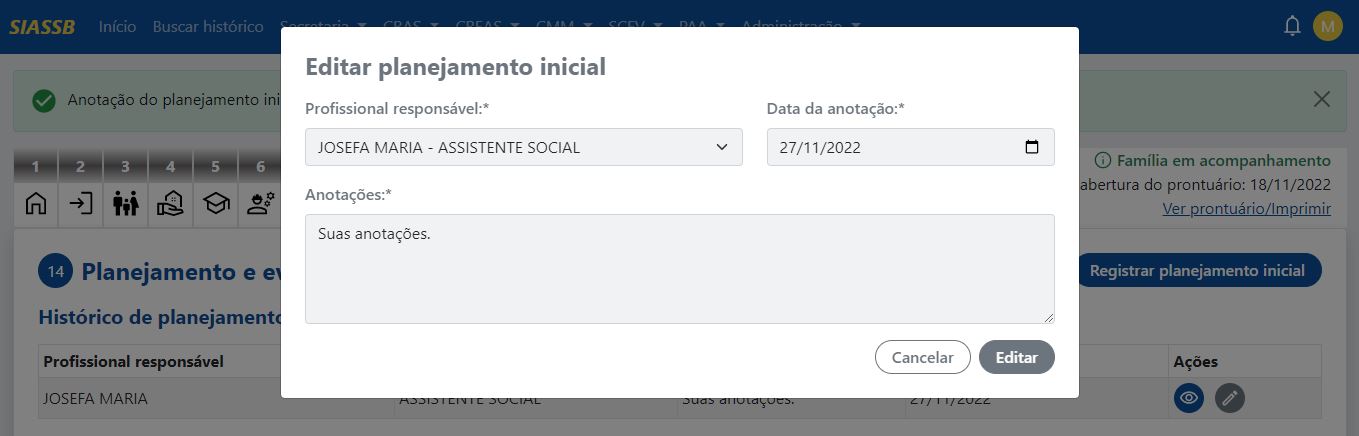 SIASSB Início Buscar histórico Secretaria CRAS CREAS CMM SCFV PAA Administração M
Editar planejamento inicial
Anotação do planejamento ini
Profissional responsável:* Data da anotação:*
JOSEFA MARIA - ASSISTENTE SOCIAL 27/11/2022
1 2 3 4 5 6
Família em acompanhamento
abertura do prontuário: 18/11/2022
Ver prontuário/Imprimir
Anotações:*
Suas anotações.
14 Planejamento e ev
Registrar planejamento inicial
Histórico de planejamento
Cancelar Editar
Profissional responsável Ações
JOSEFA MARIA ASSISTENTE SOCIAL Suas anotações. 27/11/2022